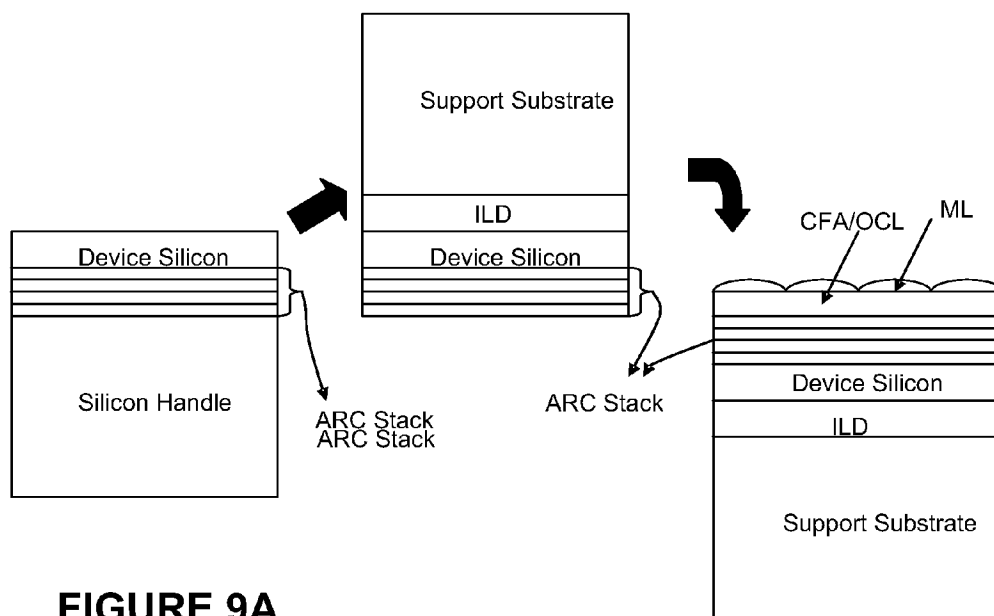 Support Substrate
ILD
Device Silicon
Device Silicon
Silicon Handle
ARC Stack
ARC Stack
ARC Stack
CFA/OCL
ML
Device Silicon
ILD
Support Substrate
FIGURE 9A